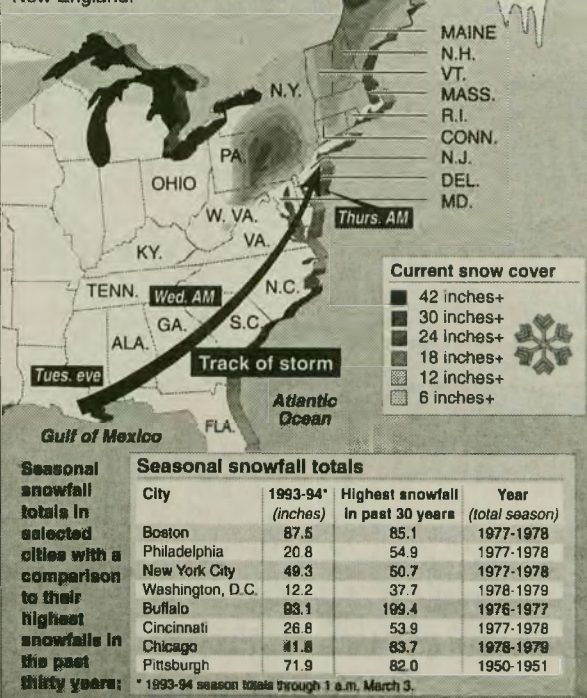 New England.
MAINE
N.H.
VT.
MASS.
R.I.
CONN.
N.J.
DEL.
MD.
N.Y.
PA.
OHIO
W. VA.
VA.
KY.
TENN.
N.C.
S.C.
GA.
ALA.
FLA.
Thurs. AM
Wed. AM
Tues. eve
Track of storm
Atlantic
Ocean
Gulf of Mexico
Current snow cover
42 inches+
30 inches+
24 inches+
18 inches+
12 inches+
6 inches+
Seasonal
snowfall
totals in
selected
cities with a
comparison
to their
highest
snowfalls in
the past
thirty years:
Seasonal snowfall totals
City 1993-94* Highest snowfall Year
(inches) in past 30 years (total season)
Boston 87.5 85.1 1977-1978
Philadelphia 20.8 54.9 1977-1978
New York City 49.3 50.7 1977-1978
Washington, D.C. 12.2 37.7 1978-1979
Buffalo 93.1 199.4 1976-1977
Cincinnati 26.8 53.9 1977-1978
Chicago 41.8 83.7 1978-1979
Pittsburgh 71.9 82.0 1950-1951
* 1993-94 season totals through 1 a.m. March 3.